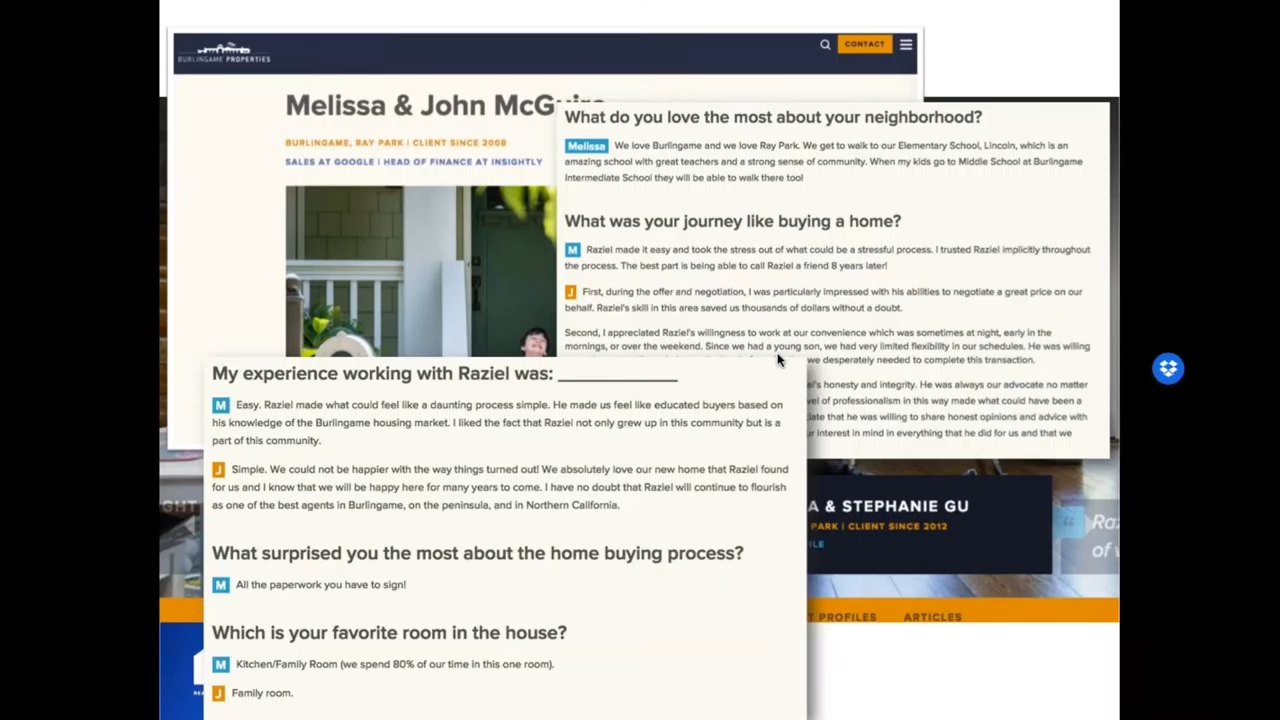 BURLINGAME PROPERTIES
CONTACT
Melissa & John McGuire
BURLINGAME, RAY PARK | CLIENT SINCE 2008
SALES AT GOOGLE | HEAD OF FINANCE AT INSIGHTLY
What do you love the most about your neighborhood?
Melissa We love Burlingame and we love Ray Park. We get to walk to our Elementary School, Lincoln, which is an
amazing school with great teachers and a strong sense of community. When my kids go to Middle School at Burlingame
Intermediate School they will be able to walk there too!
What was your journey like buying a home?
M Raziel made it easy and took the stress out of what could be a stressful process. I trusted Raziel implicitly throughout
the process. The best part is being able to call Raziel a friend 8 years later!
J First, during the offer and negotiation, I was particularly impressed with his abilities to negotiate a great price on our
behalf. Raziel's skill in this area saved us thousands of dollars without a doubt.
Second, I appreciated Raziel's willingness to work at our convenience which was sometimes at night, early in the
mornings, or over the weekend. Since we had a young son, we had very limited flexibility in our schedules. He was willing
we desperately needed to complete this transaction.
el's honesty and integrity. He was always our advocate no matter
vel of professionalism in this way made what could have been a
iate that he was willing to share honest opinions and advice with
ur interest in mind in everything that he did for us and that we
My experience working with Raziel was: ______________
M Easy. Raziel made what could feel like a daunting process simple. He made us feel like educated buyers based on
his knowledge of the Burlingame housing market. I liked the fact that Raziel not only grew up in this community but is a
part of this community.
J Simple. We could not be happier with the way things turned out! We absolutely love our new home that Raziel found
for us and I know that we will be happy here for many years to come. I have no doubt that Raziel will continue to flourish
as one of the best agents in Burlingame, on the peninsula, and in Northern California.
What surprised you the most about the home buying process?
M All the paperwork you have to sign!
Which is your favorite room in the house?
M Kitchen/Family Room (we spend 80% of our time in this one room).
J Family room.
GHT
A & STEPHANIE GU
PARK | CLIENT SINCE 2012
ILE
“ Raz
of v
T PROFILES ARTICLES
REA